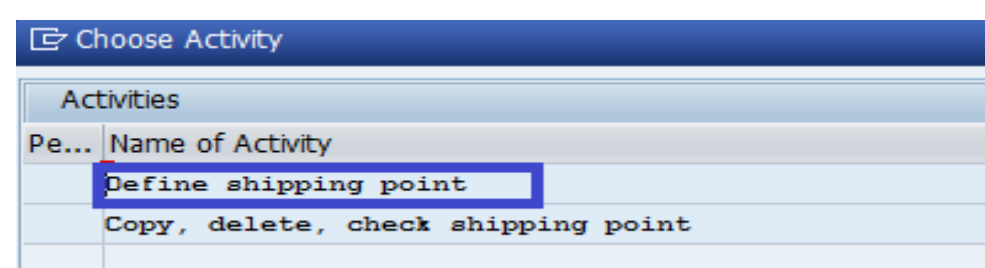 Choose Activity
Activities
Pe... Name of Activity
Define shipping point
Copy, delete, check shipping point